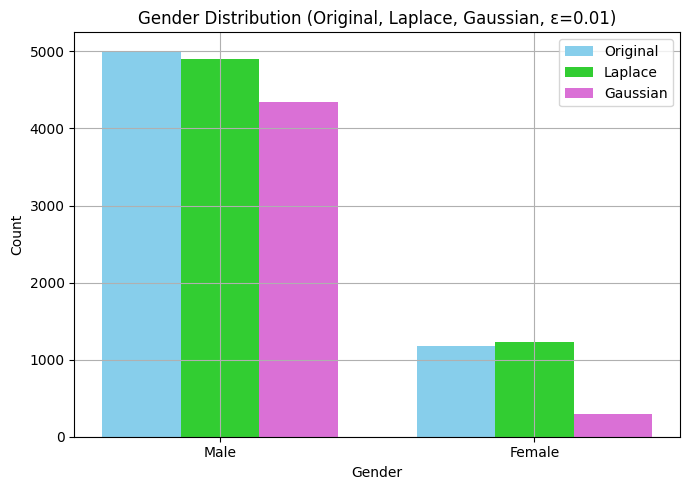 Gender Distribution (Original, Laplace, Gaussian, ε=0.01)
Original
Laplace
Gaussian
5000
4000
3000
2000
1000
0
Count
Male
Female
Gender